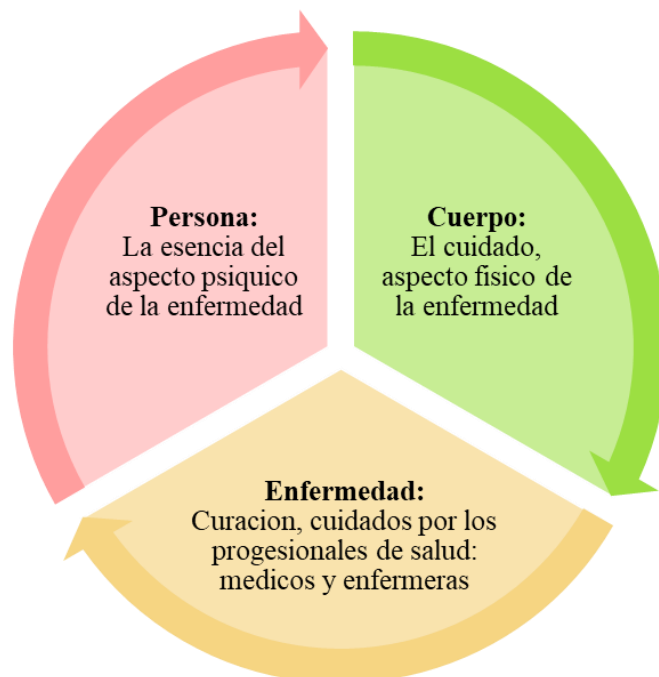 Persona:
La esencia del
aspecto psiquico
de la enfermedad
Cuerpo:
El cuidado,
aspecto físico de
la enfermedad
Enfermedad:
Curacion, cuidados por los
progesionales de salud:
medicos y enfermeras